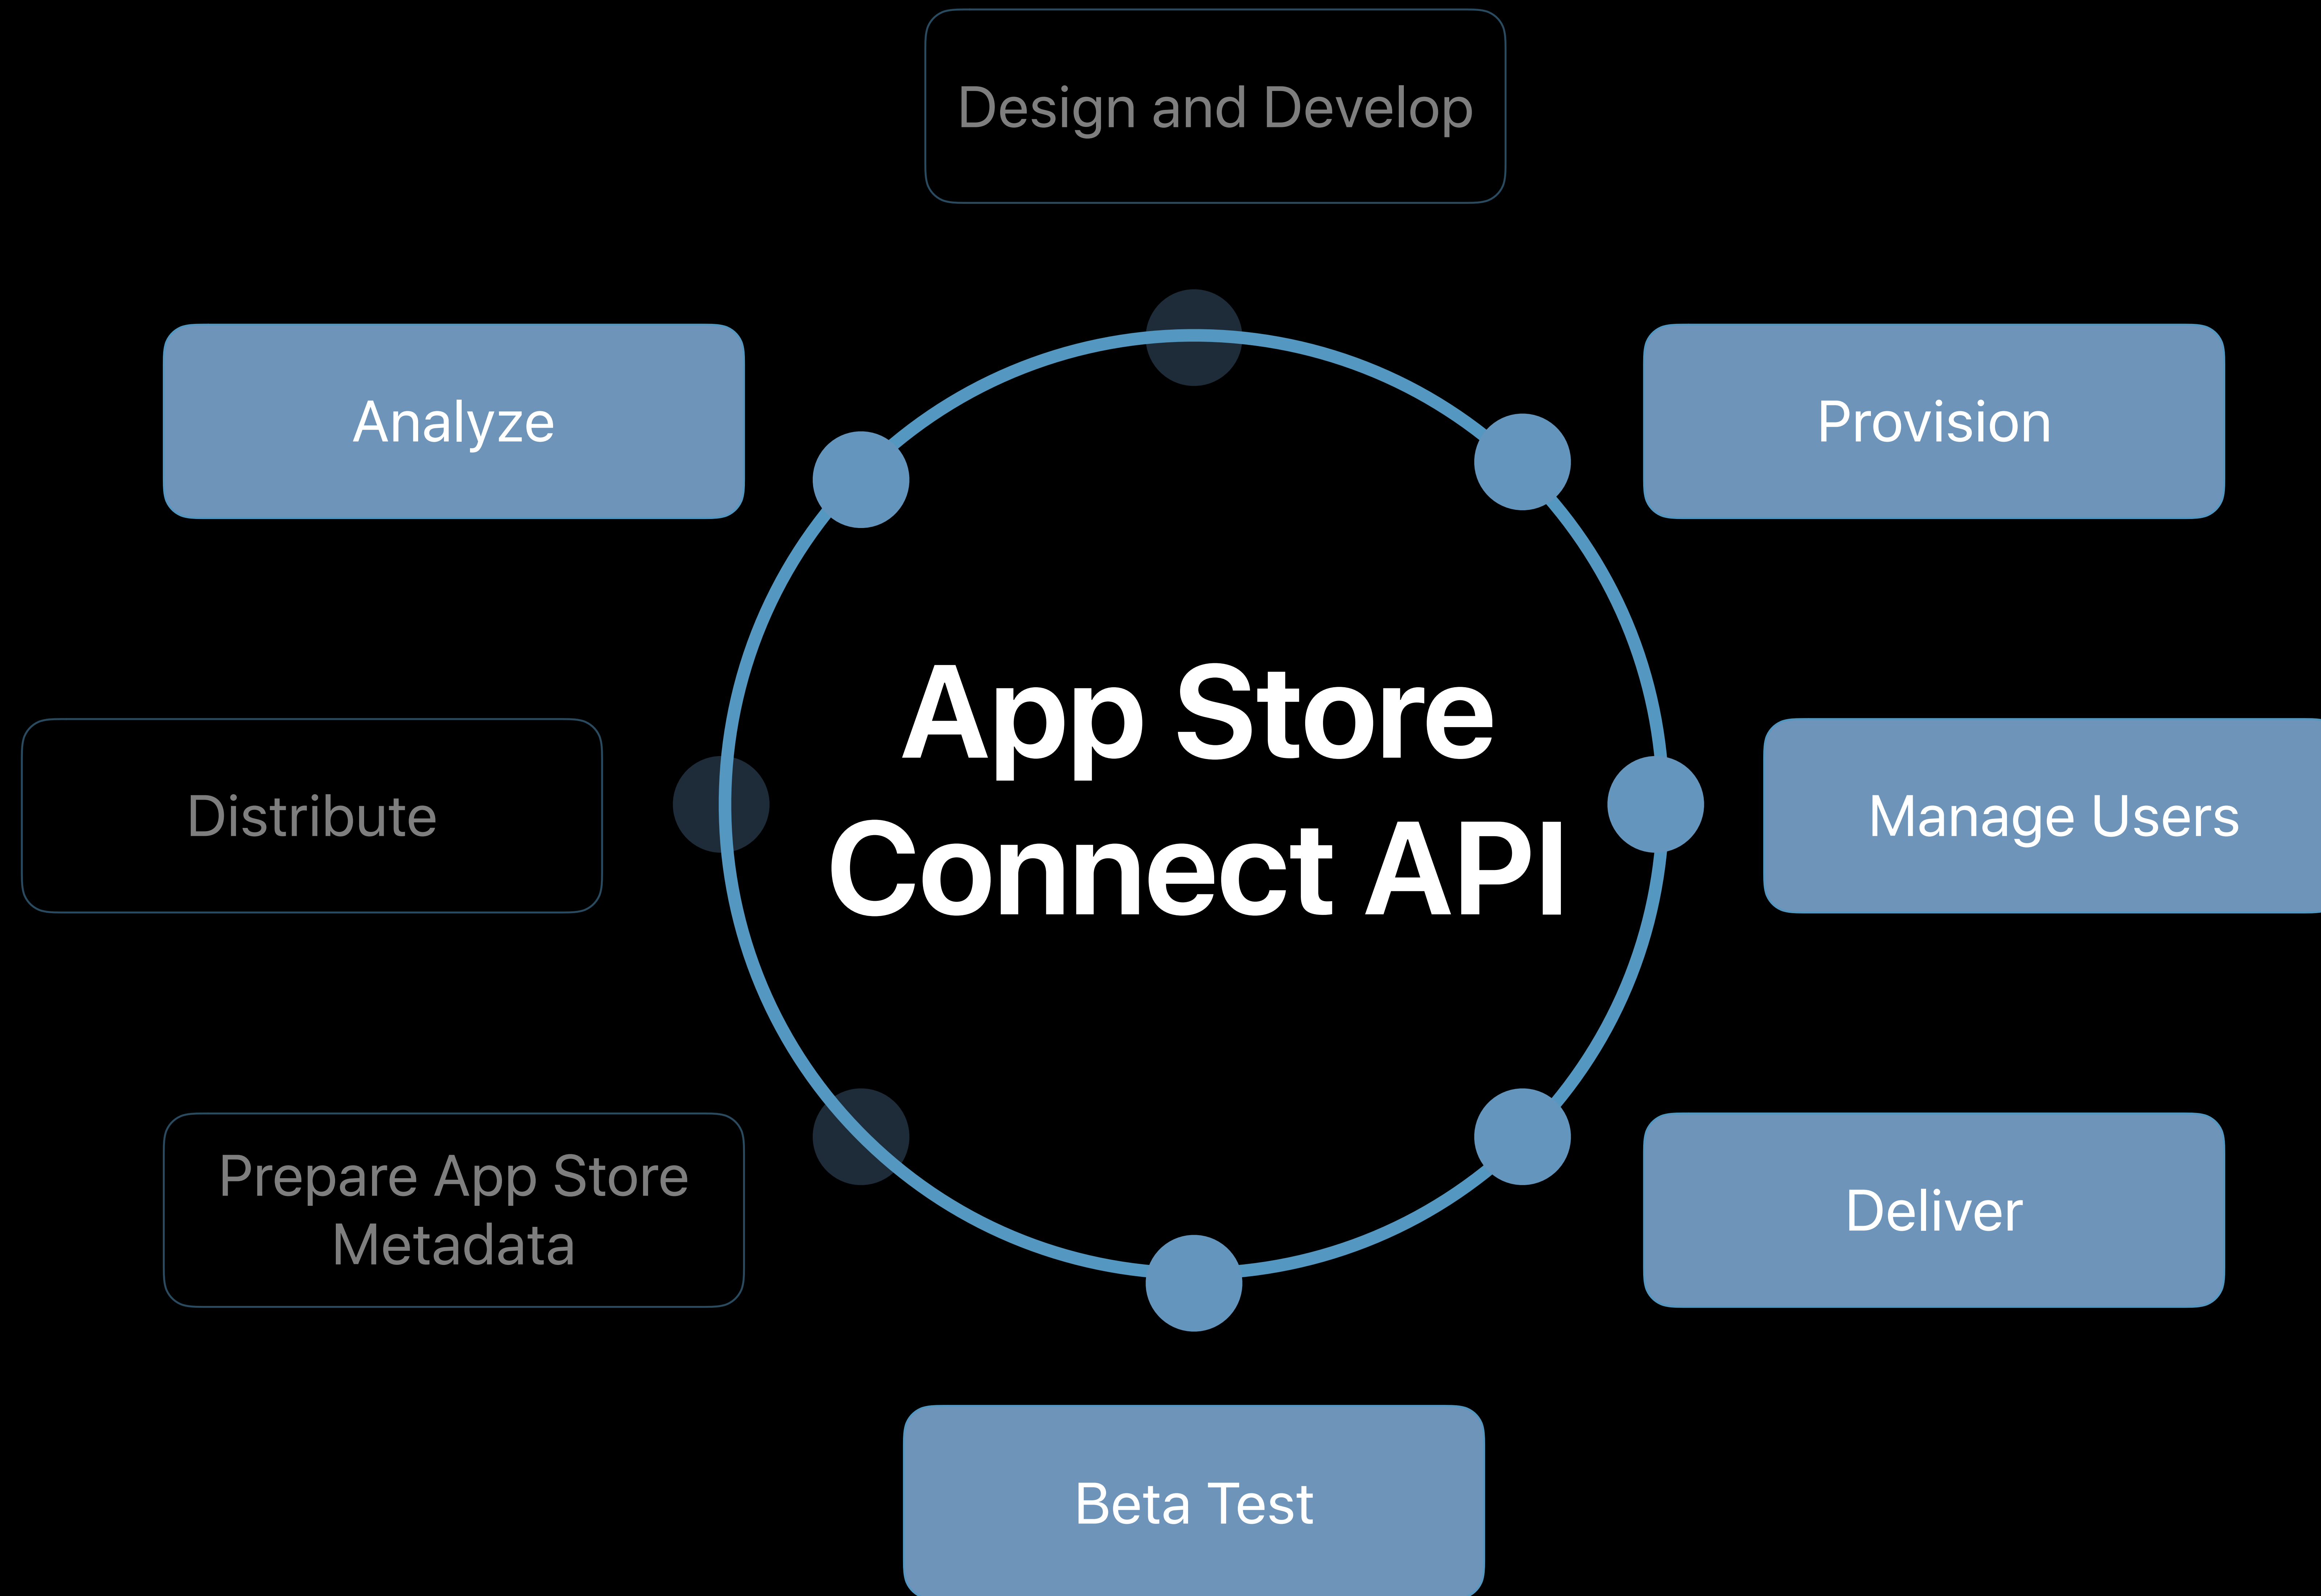 Design and Develop
Analyze
Provision
App Store
Connect API
Distribute
Manage Users
Prepare App Store
Metadata
Deliver
Beta Test